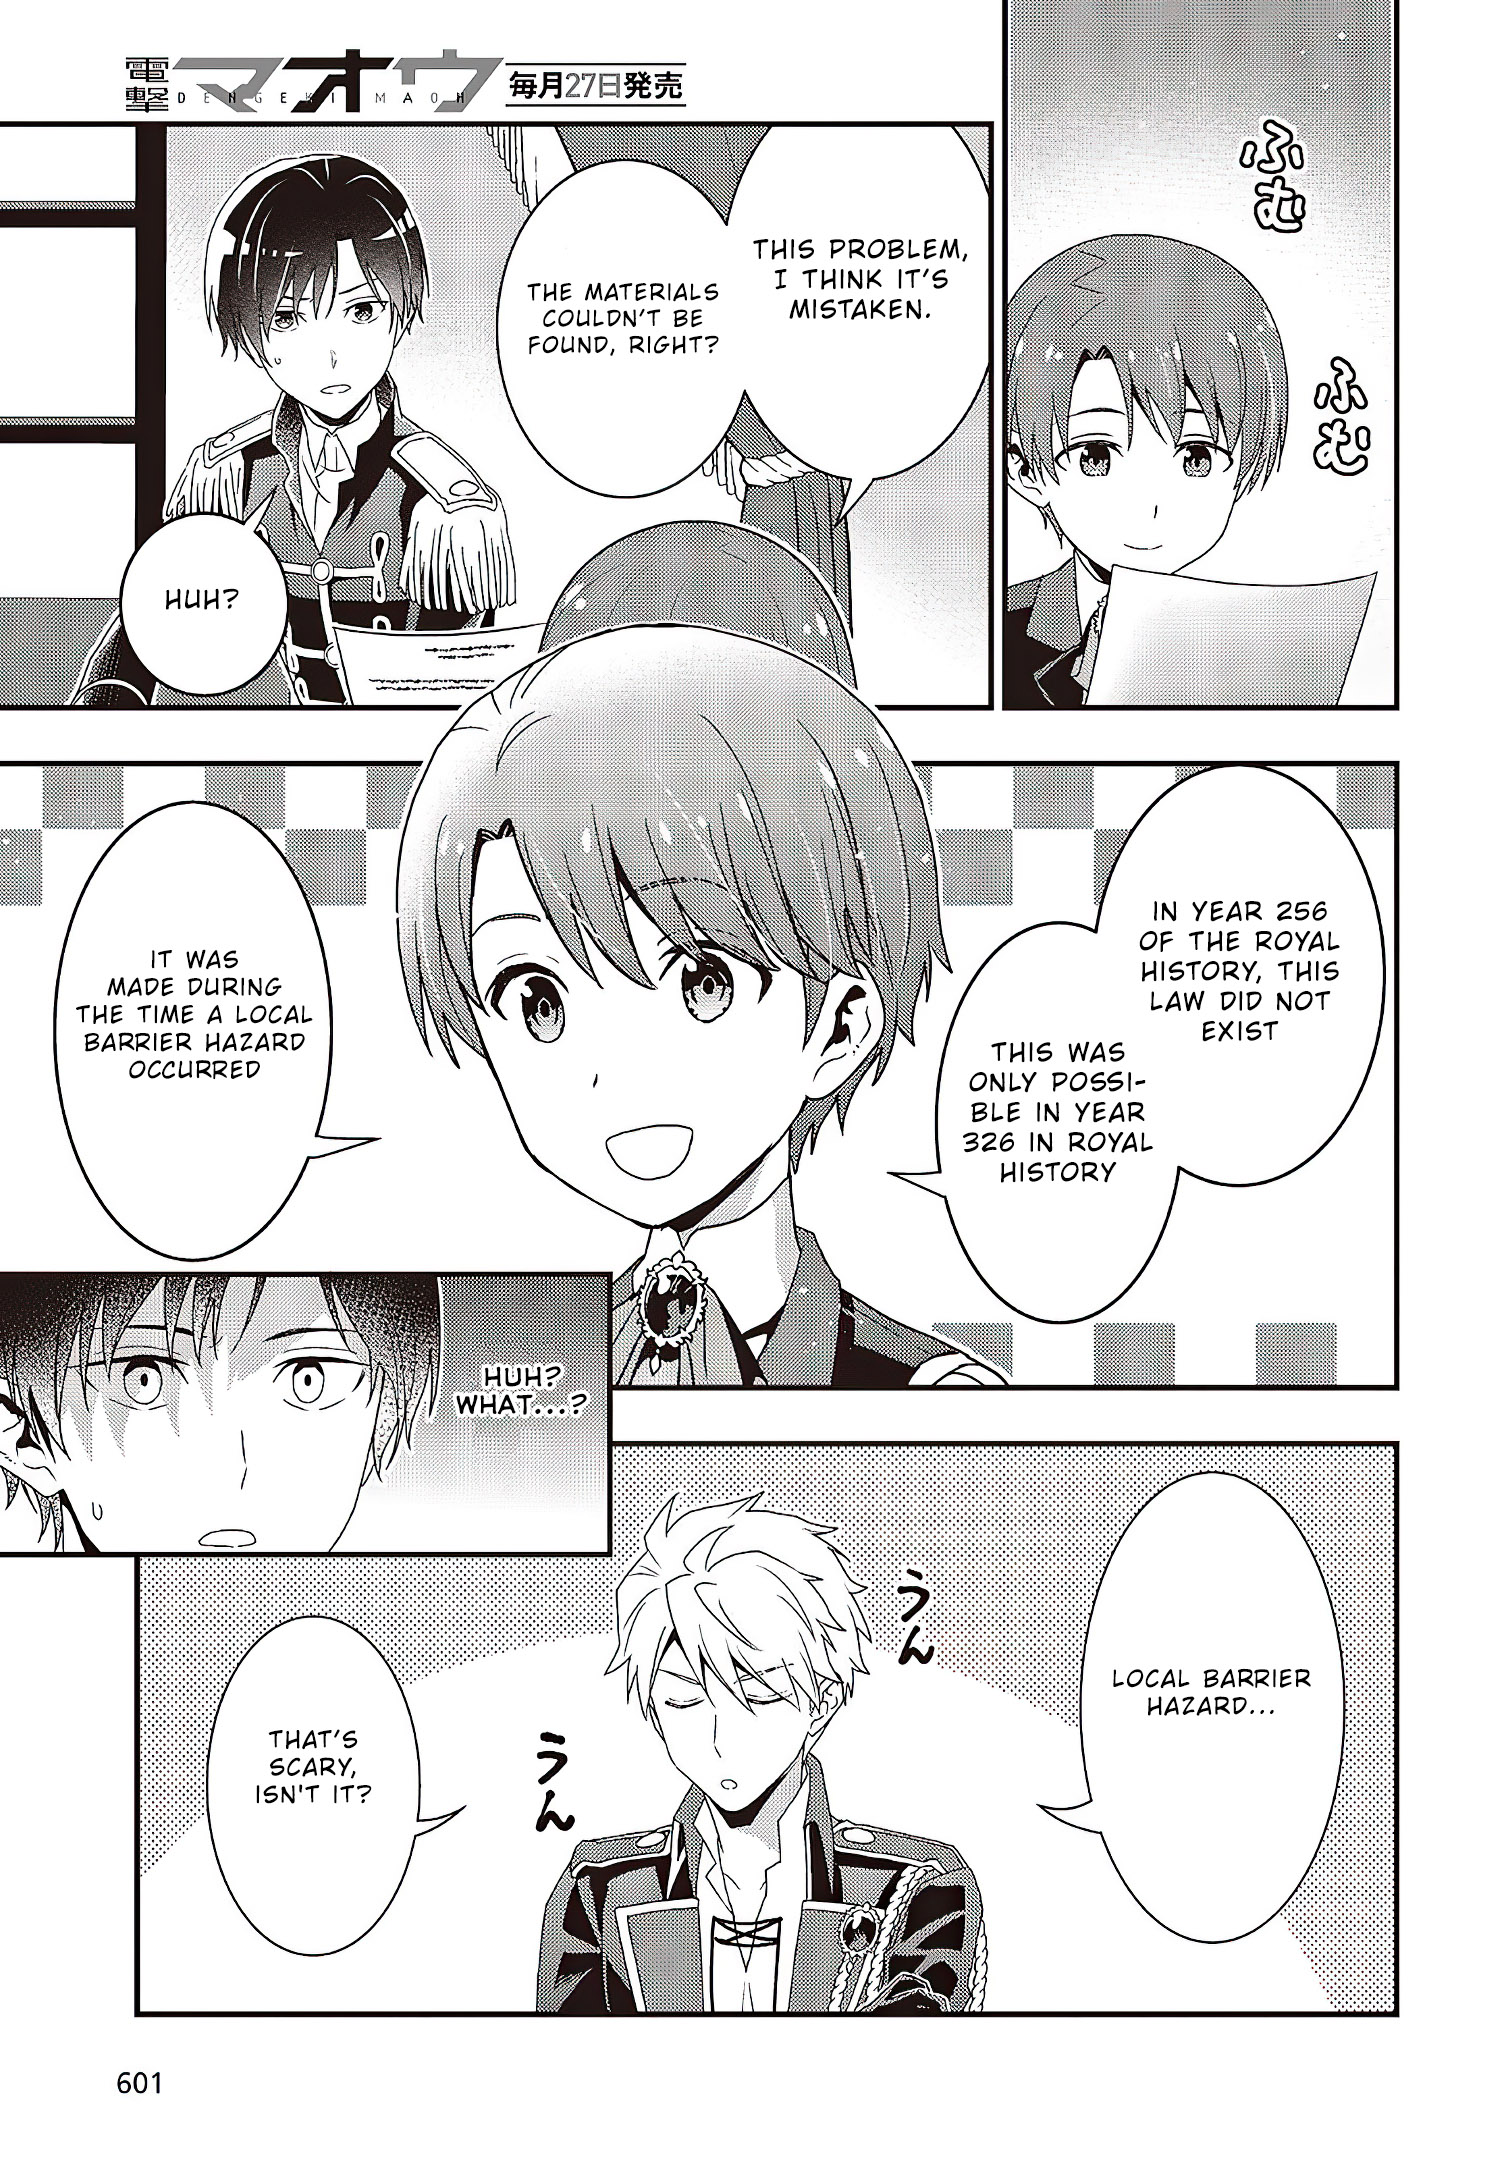 電撃マオウ
DENGEKI MAOH
毎月27日発売
ふむ
ふむ
THIS PROBLEM,
I THINK IT'S
MISTAKEN.
THE MATERIALS
COULDN'T BE
FOUND, RIGHT?
HUH?
IN YEAR 256
OF THE ROYAL
HISTORY, THIS
LAW DID NOT
EXIST
THIS WAS
ONLY POSSI-
BLE IN YEAR
326 IN ROYAL
HISTORY
IT WAS
MADE DURING
THE TIME A LOCAL
BARRIER HAZARD
OCCURRED
HUH?
WHAT...?
LOCAL BARRIER
HAZARD...
うん
うん
THAT'S
SCARY,
ISN'T IT?
601